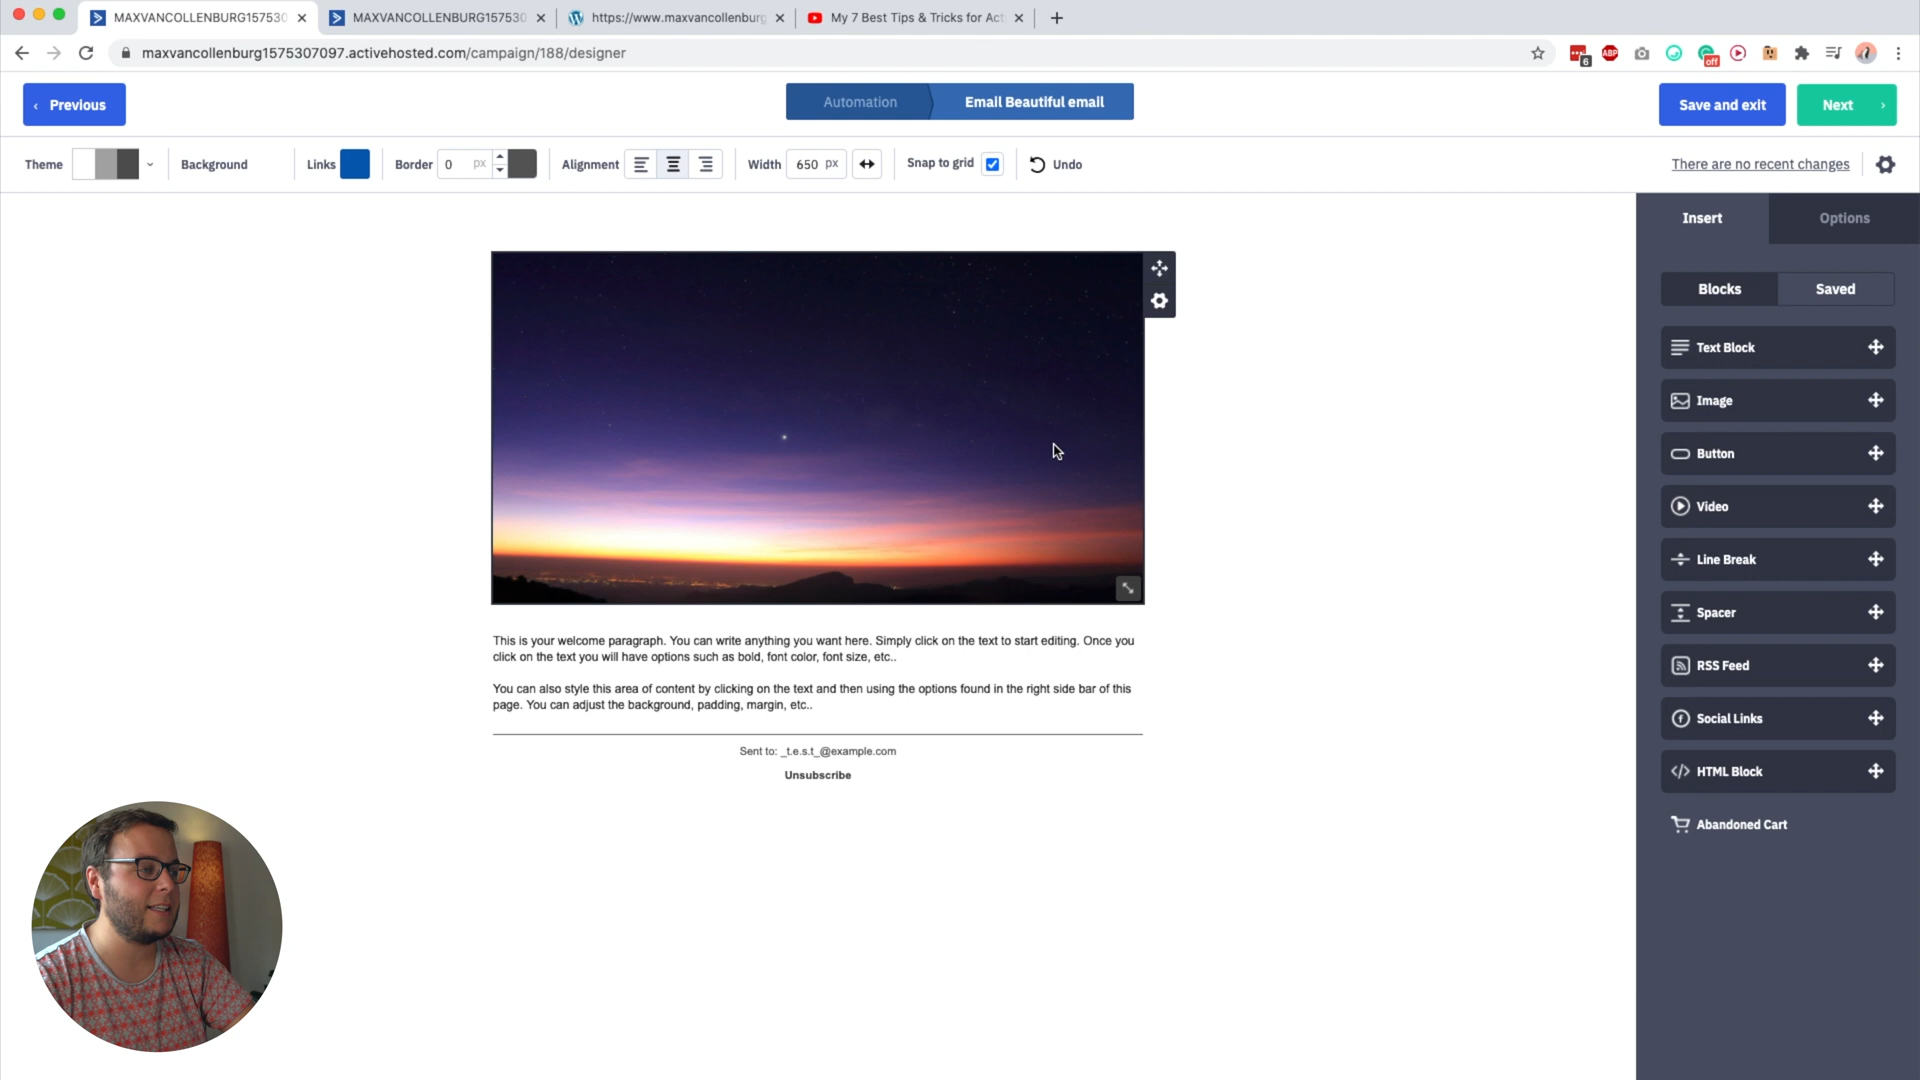 MAXVANCOLLENBURG15753
MAXVANCOLLENBURG157530
https://www.maxvancollenburg
My 7 Best Tips & Tricks for Act
maxvancollenburg1575307097.activehosted.com/campaign/188/designer
6
ABP
off
Previous
Automation
Email Beautiful email
Save and exit
Next
Theme
Background
Links
Border
0
px
Alignment
Width
650 px
Snap to grid
Undo
There are no recent changes
Insert
Options
Blocks
Saved
Text Block
Image
Button
Video
Line Break
Spacer
RSS Feed
Social Links
HTML Block
Abandoned Cart
This is your welcome paragraph. You can write anything you want here. Simply click on the text to start editing. Once you
click on the text you will have options such as bold, font color, font size, etc..
You can also style this area of content by clicking on the text and then using the options found in the right side bar of this
page. You can adjust the background, padding, margin, etc..
Sent to: _t.e.s.t_@example.com
Unsubscribe